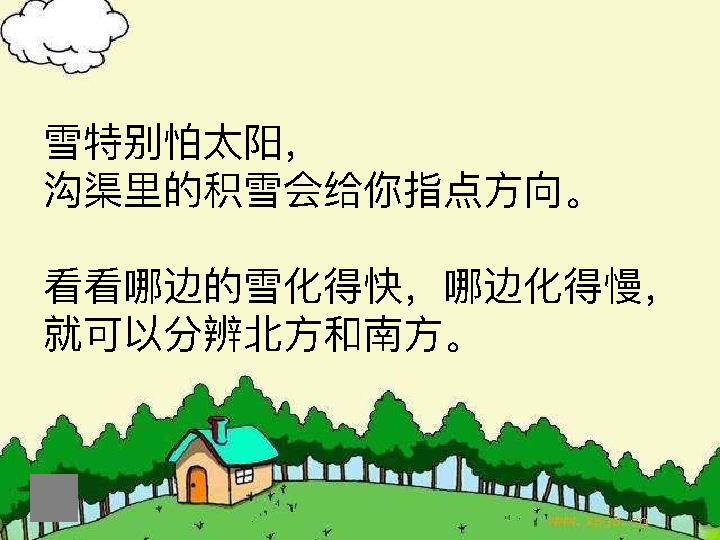 雪特别怕太阳，
沟渠里的积雪会给你指点方向。
看看哪边的雪化得快，哪边化得慢，
就可以分辨北方和南方。